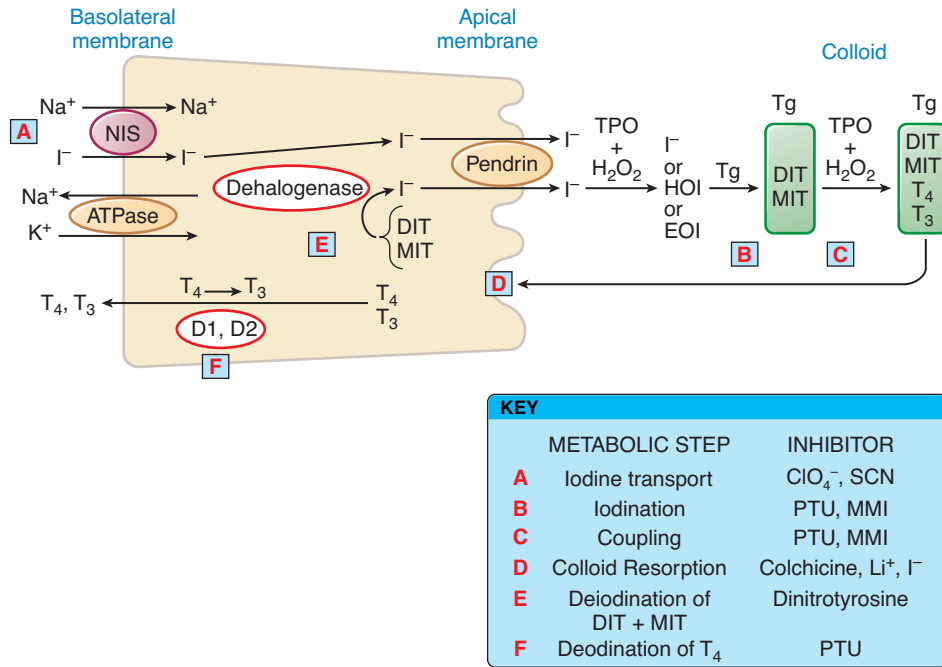 Basolateral
membrane
Apical
membrane
Colloid
A
Na⁺
Na⁺
NIS
I⁻
I⁻
Na⁺
ATPase
K⁺
Dehalogenase
I⁻
I⁻
DIT
MIT
E
Pendrin
I⁻
I⁻
TPO
+
H₂O₂
I⁻
or
HOI
or
EOI
Tg
B
Tg
DIT
MIT
TPO
+
H₂O₂
C
Tg
DIT
MIT
T₄
T₃
D
T₄, T₃
T₄
T₃
T₄
T₃
D1, D2
F
KEY
METABOLIC STEP INHIBITOR
A Iodine transport ClO₄⁻, SCN
B Iodination PTU, MMI
C Coupling PTU, MMI
D Colloid Resorption Colchicine, Li⁺, I⁻
E Deiodination of Dinitrotyrosine
DIT + MIT
F Deodination of T₄ PTU